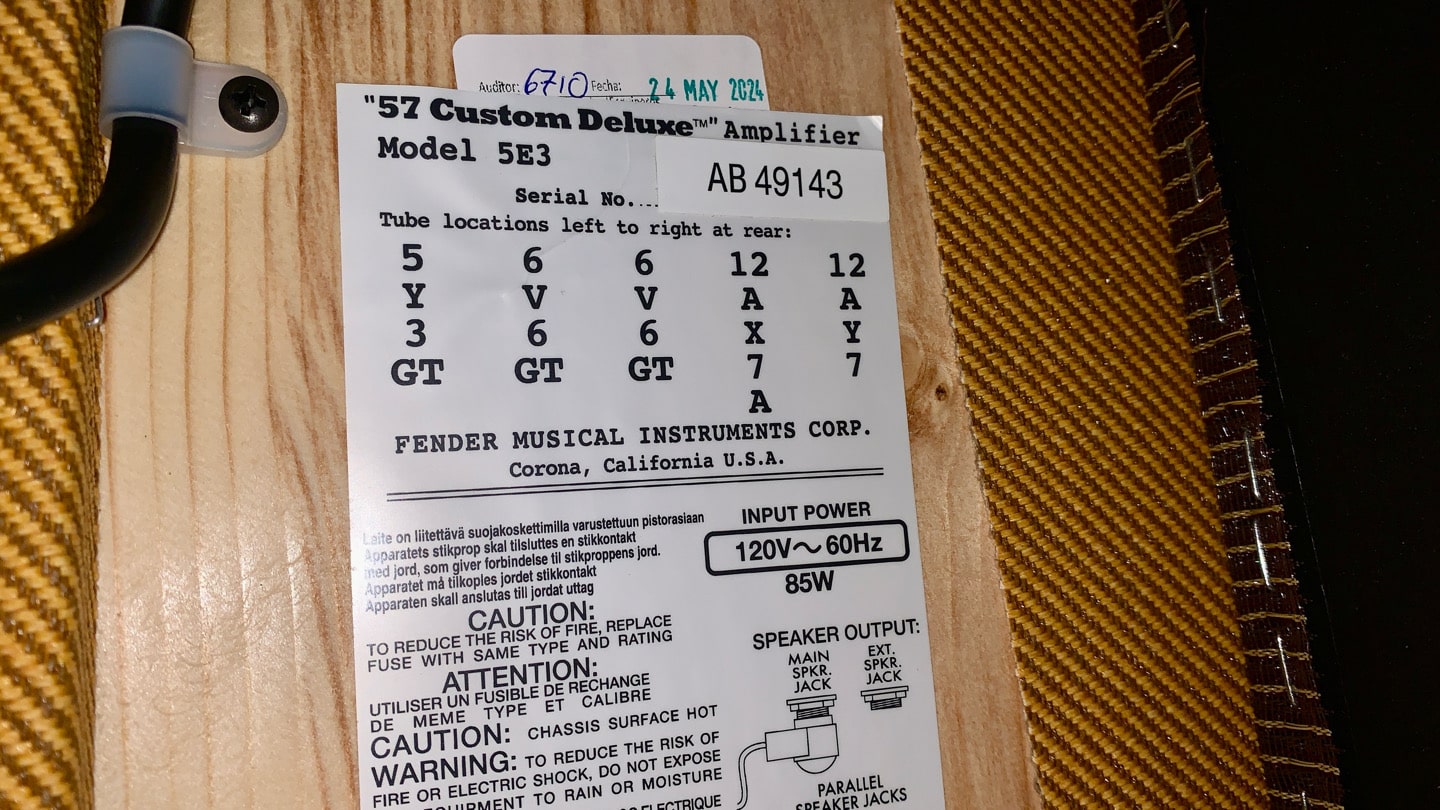 Auditor: 6710 Fecha: 24 MAY 2024
"57 Custom Deluxe™" Amplifier
Model 5E3
AB 49143
Serial No....
Tube locations left to right at rear:
5 6 6 12 12
Y V V A A
3 6 6 X Y
GT GT GT 7 7
A
FENDER MUSICAL INSTRUMENTS CORP.
Corona, California U.S.A.
Laite on liitettävä suojakoskettimilla varustettuun pistorasiaan
Apparatets stikprop skal tilsluttes en stikkontakt
med jord, som giver forbindelse til stikproppens jord.
Apparatet må tilkoples jordet stikkontakt
Apparaten skall anslutas till jordat uttag
CAUTION:
TO REDUCE THE RISK OF FIRE, REPLACE
FUSE WITH SAME TYPE AND RATING
ATTENTION:
UTILISER UN FUSIBLE DE RECHANGE
DE MEME TYPE ET CALIBRE
CAUTION: CHASSIS SURFACE HOT
WARNING: TO REDUCE THE RISK OF
FIRE OR ELECTRIC SHOCK, DO NOT EXPOSE
TO RAIN OR MOISTURE
ELECTRIQUE
INPUT POWER
120V~60Hz
85W
SPEAKER OUTPUT:
MAIN
SPKR.
JACK
EXT.
SPKR.
JACK
PARALLEL
SPEAKER JACKS